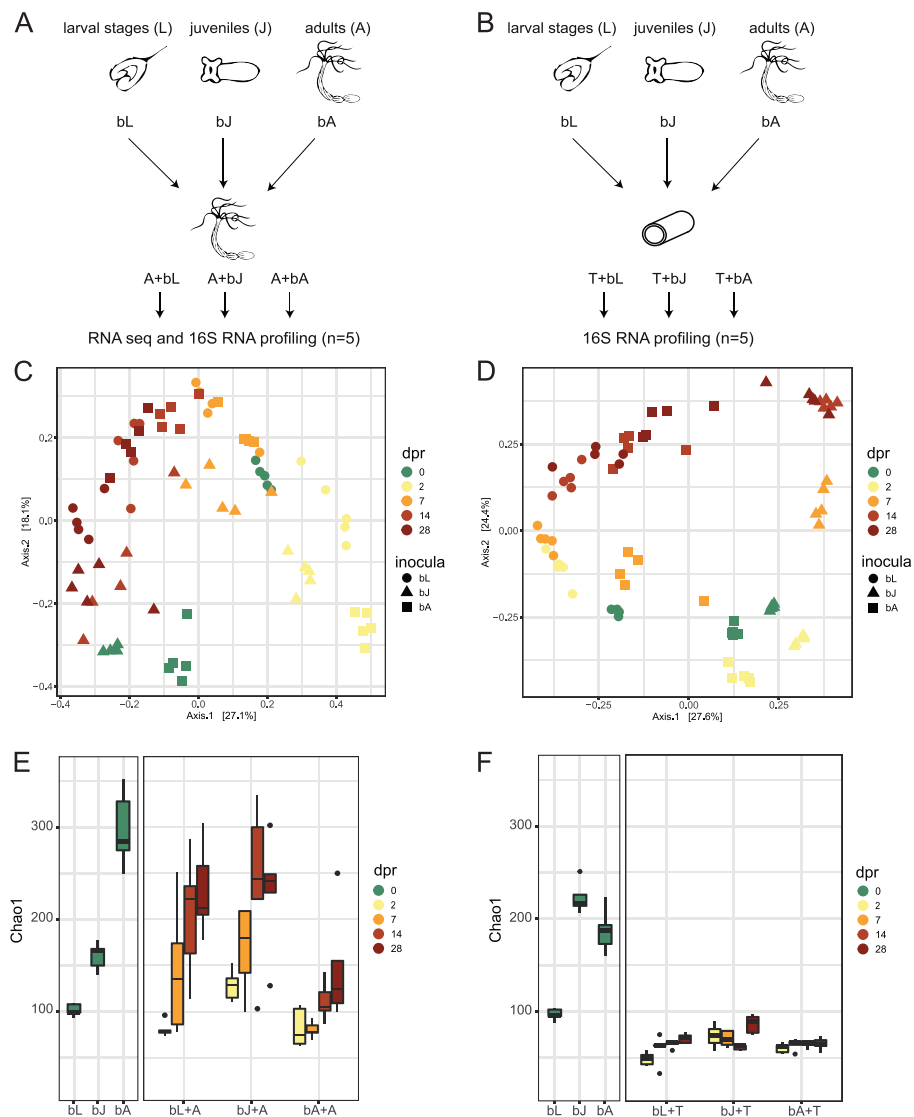 A
larval stages (L) juveniles (J) adults (A)
bL bJ bA
A+bL A+bJ A+bA
RNA seq and 16S RNA profiling (n=5)
B
larval stages (L) juveniles (J) adults (A)
bL bJ bA
T+bL T+bJ T+bA
16S RNA profiling (n=5)
C
Axis.2 [18.1%]
0.2
0.0
−0.2
−0.4
−0.4 −0.2 0.0 0.2 0.4
Axis.1 [27.1%]
dpr
0
2
7
14
28
inocula
bL
bJ
bA
D
Axis.2 [24.4%]
0.25
0.00
−0.25
−0.25 0.00 0.25
Axis.1 [27.6%]
dpr
0
2
7
14
28
inocula
bL
bJ
bA
E
Chao1
300
200
100
bL bJ bA bL+A bJ+A bA+A
dpr
0
2
7
14
28
F
Chao1
300
200
100
bL bJ bA bL+T bJ+T bA+T
dpr
0
2
7
14
28